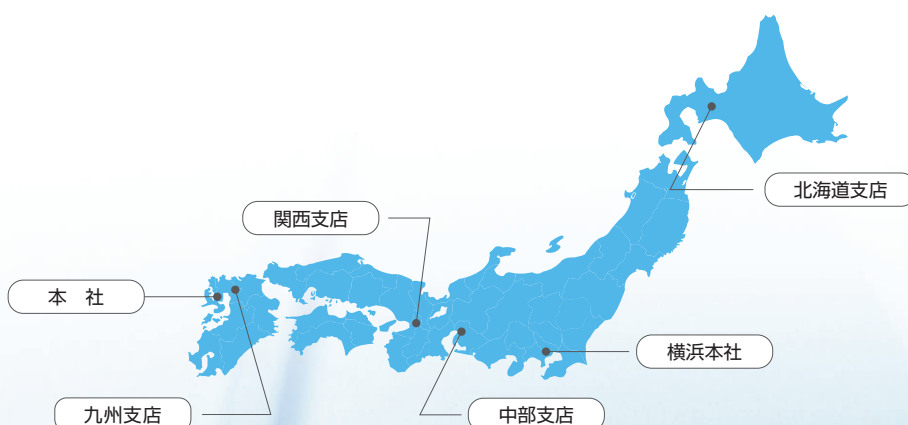 北海道支店
関西支店
本　社
横浜本社
九州支店
中部支店